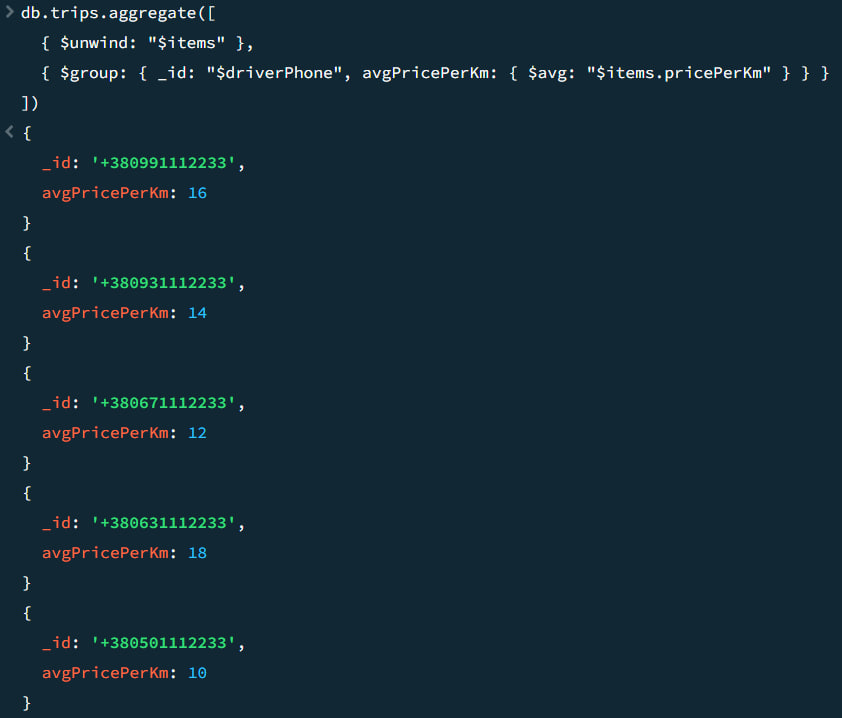 > db.trips.aggregate([
  { $unwind: "$items" },
  { $group: { _id: "$driverPhone", avgPricePerKm: { $avg: "$items.pricePerKm" } } }
])
< {
  _id: '+380991112233',
  avgPricePerKm: 16
}
{
  _id: '+380931112233',
  avgPricePerKm: 14
}
{
  _id: '+380671112233',
  avgPricePerKm: 12
}
{
  _id: '+380631112233',
  avgPricePerKm: 18
}
{
  _id: '+380501112233',
  avgPricePerKm: 10
}